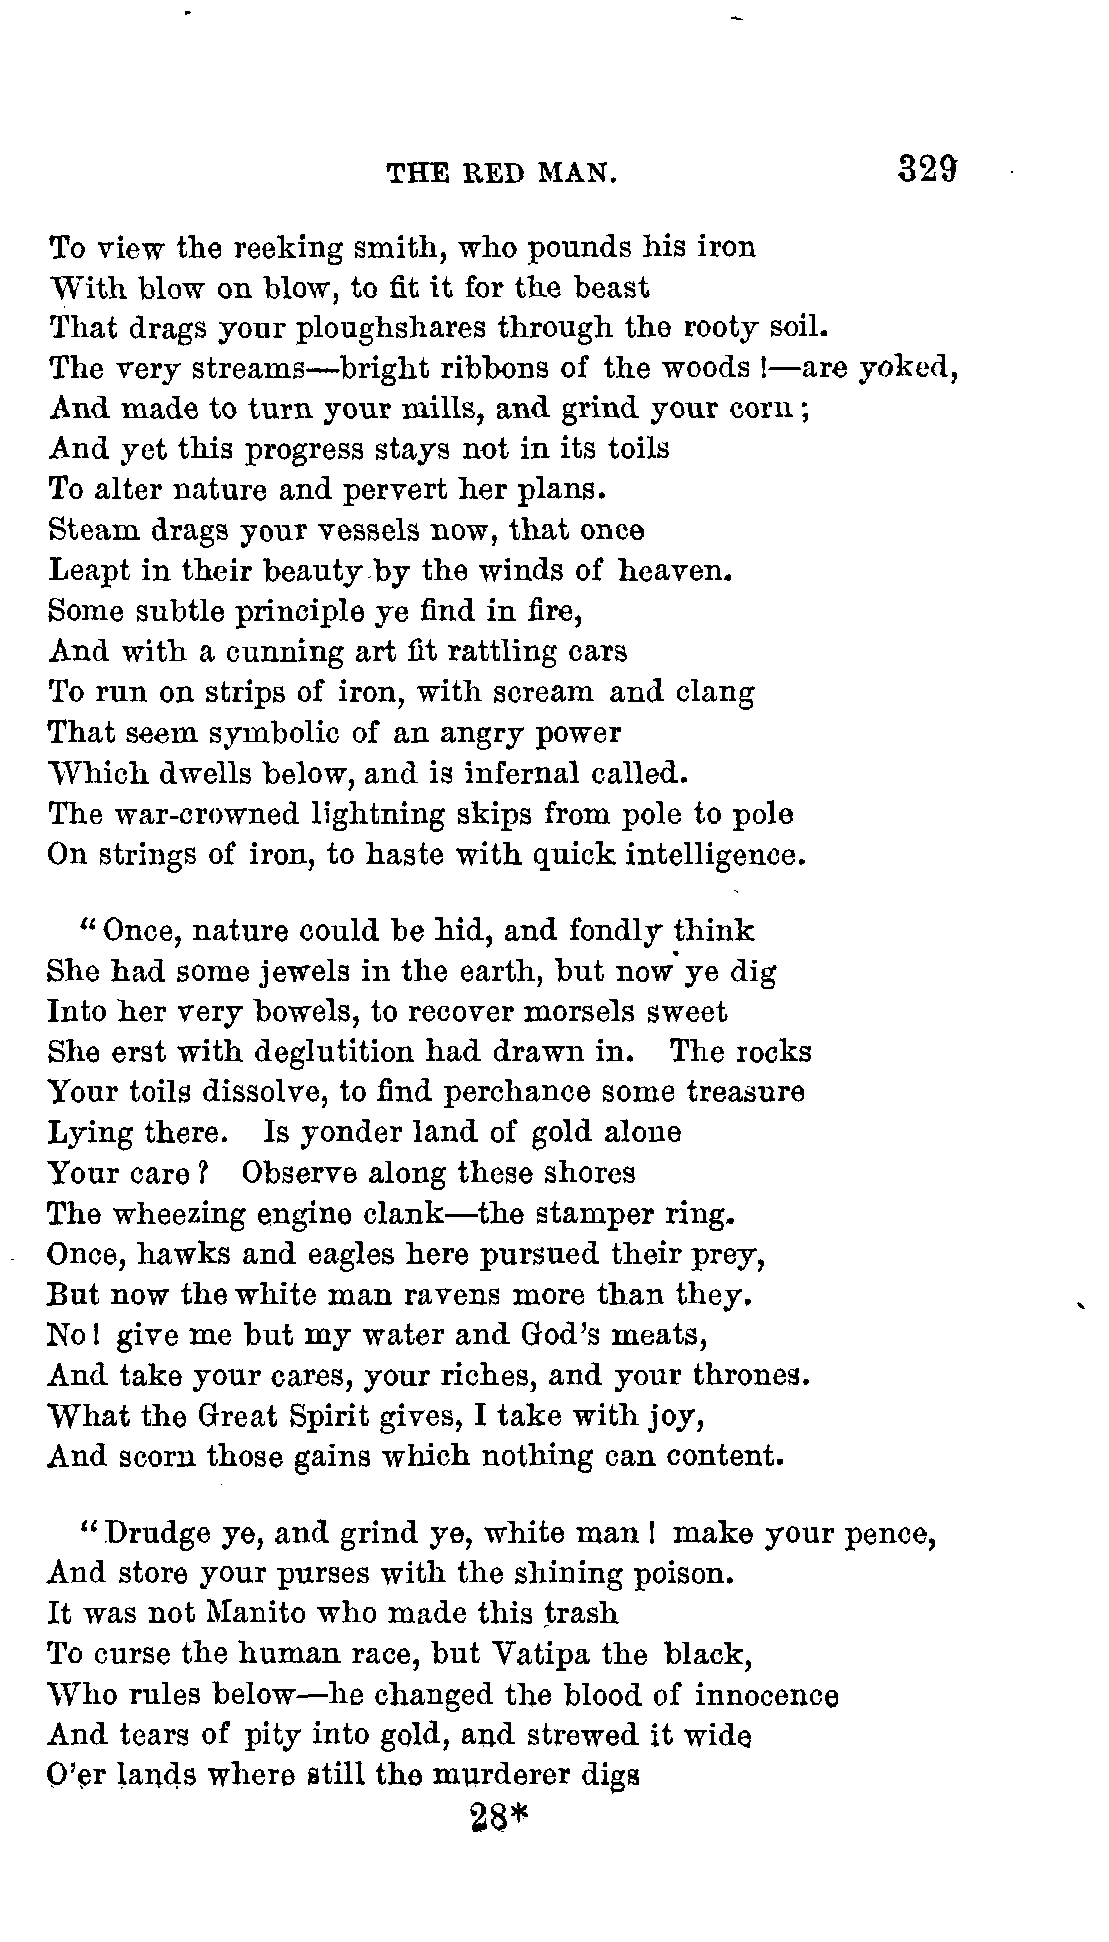 THE RED MAN. 329
To view the reeking smith, who pounds his iron
With blow on blow, to fit it for the beast
That drags your ploughshares through the rooty soil.
The very streams—bright ribbons of the woods!—are yoked,
And made to turn your mills, and grind your corn;
And yet this progress stays not in its toils
To alter nature and pervert her plans.
Steam drags your vessels now, that once
Leapt in their beauty by the winds of heaven.
Some subtle principle ye find in fire,
And with a cunning art fit rattling cars
To run on strips of iron, with scream and clang
That seem symbolic of an angry power
Which dwells below, and is infernal called.
The war-crowned lightning skips from pole to pole
On strings of iron, to haste with quick intelligence.
"Once, nature could be hid, and fondly think
She had some jewels in the earth, but now ye dig
Into her very bowels, to recover morsels sweet
She erst with deglutition had drawn in. The rocks
Your toils dissolve, to find perchance some treasure
Lying there. Is yonder land of gold alone
Your care? Observe along these shores
The wheezing engine clank—the stamper ring.
Once, hawks and eagles here pursued their prey,
But now the white man ravens more than they.
No! give me but my water and God's meats,
And take your cares, your riches, and your thrones.
What the Great Spirit gives, I take with joy,
And scorn those gains which nothing can content.
"Drudge ye, and grind ye, white man! make your pence,
And store your purses with the shining poison.
It was not Manito who made this trash
To curse the human race, but Vatipa the black,
Who rules below—he changed the blood of innocence
And tears of pity into gold, and strewed it wide
O'er lands where still the murderer digs
28*